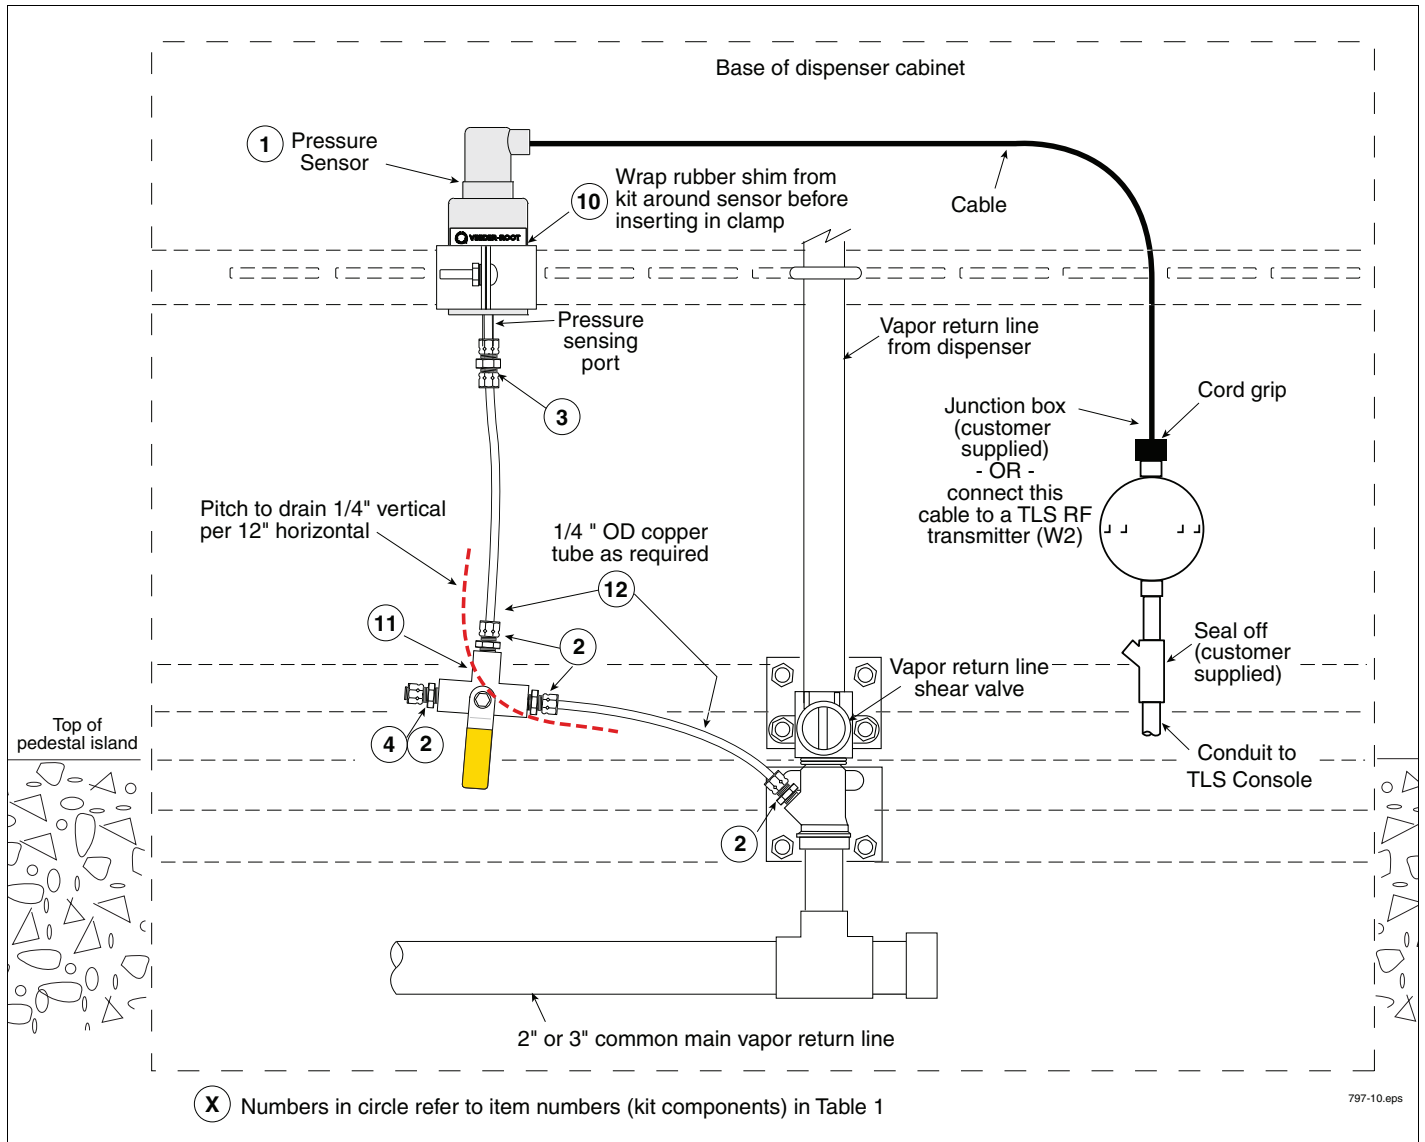 Base of dispenser cabinet
1 Pressure
Sensor
10 Wrap rubber shim from
kit around sensor before
inserting in clamp
Cable
VEEDER-ROOT
Pressure
sensing
port
3
Vapor return line
from dispenser
Cord grip
Junction box
(customer
supplied)
- OR -
connect this
cable to a TLS RF
transmitter (W2)
Pitch to drain 1/4" vertical
per 12" horizontal
1/4 " OD copper
tube as required
12
11
2
Seal off
(customer
supplied)
Vapor return line
shear valve
Top of
pedestal island
4 2
Conduit to
TLS Console
2
2" or 3" common main vapor return line
X Numbers in circle refer to item numbers (kit components) in Table 1
797-10.eps